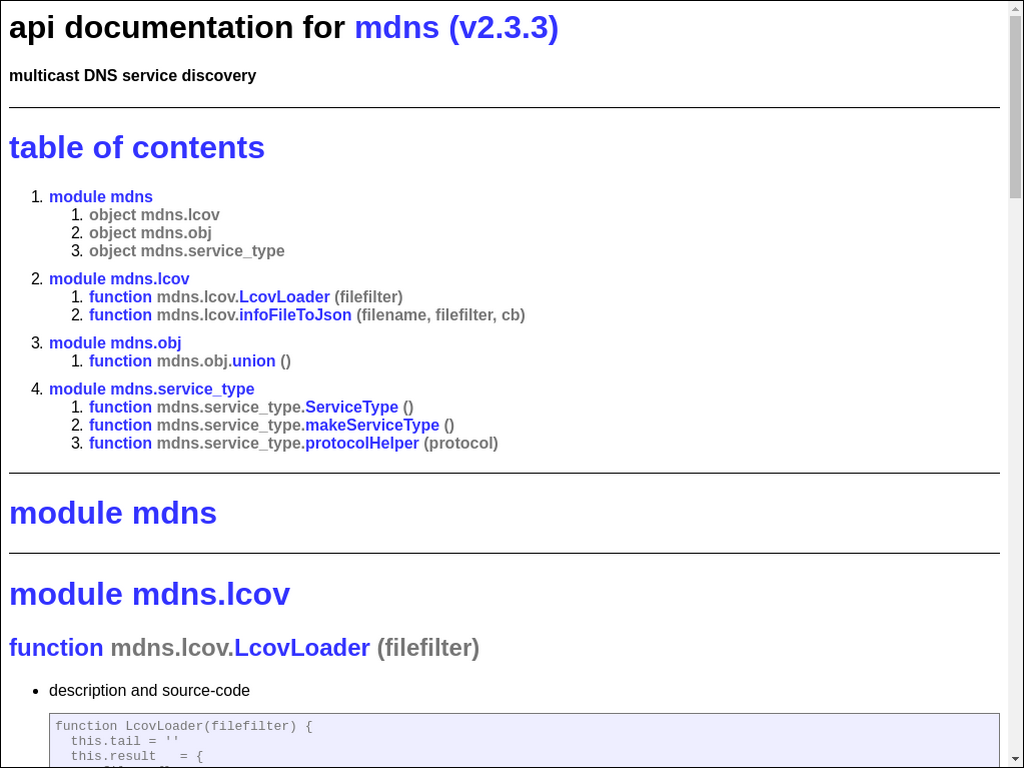 api documentation for mdns (v2.3.3)
multicast DNS service discovery
table of contents
1. module mdns
1. object mdns.lcov
2. object mdns.obj
3. object mdns.service_type
2. module mdns.lcov
1. function mdns.lcov.LcovLoader (filefilter)
2. function mdns.lcov.infoFileToJson (filename, filefilter, cb)
3. module mdns.obj
1. function mdns.obj.union ()
4. module mdns.service_type
1. function mdns.service_type.ServiceType ()
2. function mdns.service_type.makeServiceType ()
3. function mdns.service_type.protocolHelper (protocol)
module mdns
module mdns.lcov
function mdns.lcov.LcovLoader (filefilter)
• description and source-code
function LcovLoader(filefilter) {
  this.tail = ''
  this.result   = {